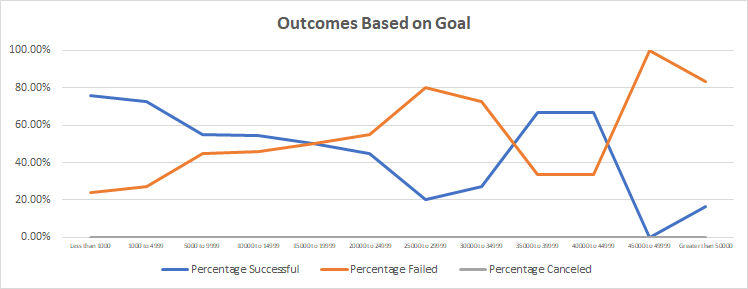 Outcomes Based on Goal
100.00%
80.00%
60.00%
40.00%
20.00%
0.00%
Less than 1000
1000 to 4999
5000 to 9999
10000 to 14999
15000 to 19999
20000 to 24999
25000 to 29999
30000 to 34999
35000 to 39999
40000 to 44999
45000 to 49999
Greater than 50000
Percentage Successful
Percentage Failed
Percentage Canceled